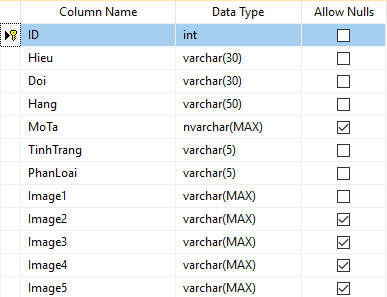 Column Name Data Type Allow Nulls
ID int
Hieu varchar(30)
Doi varchar(30)
Hang varchar(50)
MoTa nvarchar(MAX)
TinhTrang varchar(5)
PhanLoai varchar(5)
Image1 varchar(MAX)
Image2 varchar(MAX)
Image3 varchar(MAX)
Image4 varchar(MAX)
Image5 varchar(MAX)